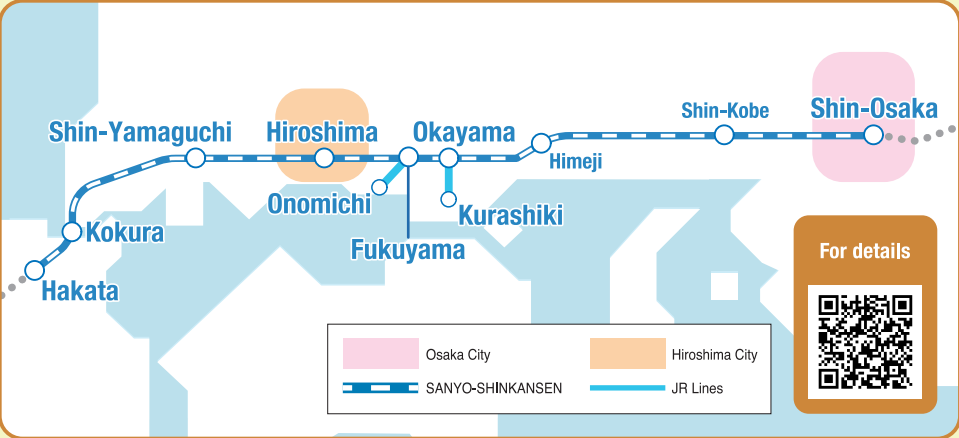 Shin-Yamaguchi
Hiroshima
Okayama
Shin-Kobe
Shin-Osaka
Himeji
Onomichi
Kurashiki
Kokura
Fukuyama
Hakata
For details
Osaka City
Hiroshima City
SANYO-SHINKANSEN
JR Lines